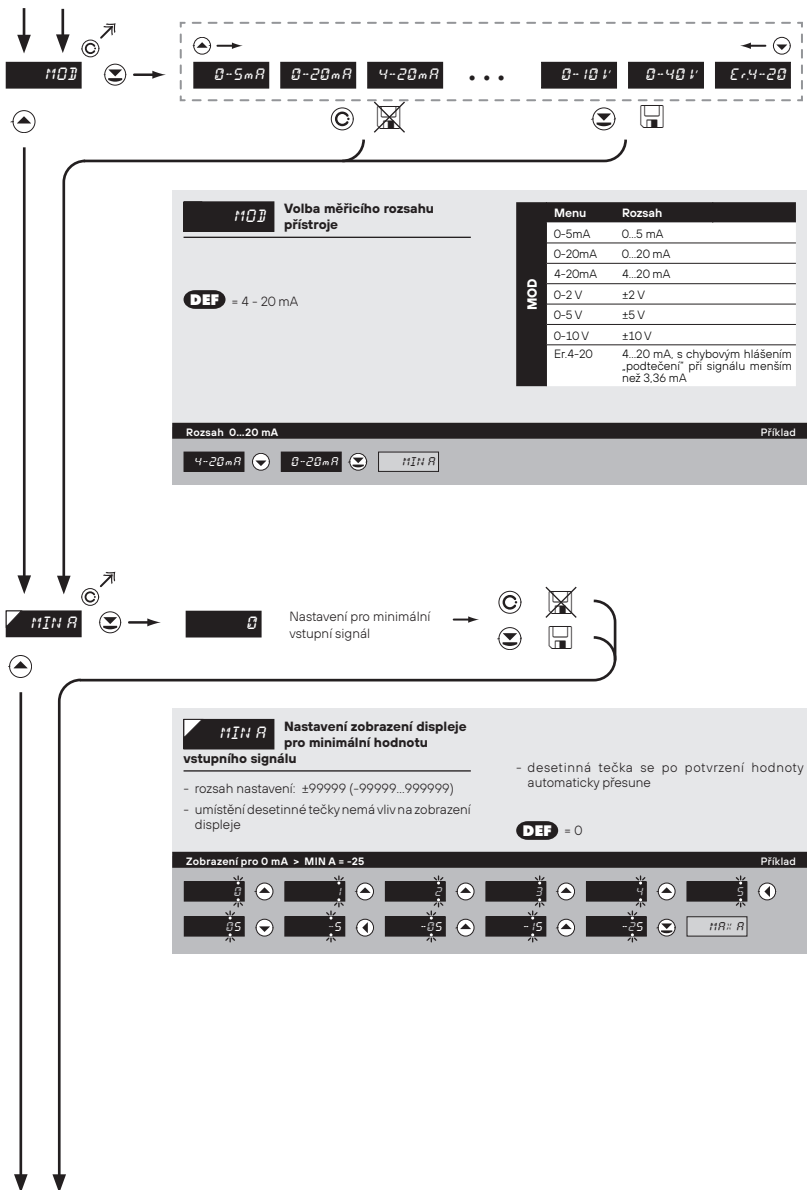 MOD
0-5mA 0-20mA 4-20mA ... 0-10V 0-40V Er.4-20
MOD
Volba měřicího rozsahu
přístroje
DEF = 4 - 20 mA
MOD
Menu Rozsah
0-5mA 0...5 mA
0-20mA 0...20 mA
4-20mA 4...20 mA
0-2 V ±2 V
0-5 V ±5 V
0-10 V ±10 V
Er.4-20 4...20 mA, s chybovým hlášením
„podtečení“ při signálu menším
než 3,36 mA
Rozsah 0...20 mA Příklad
4-20mA 0-20mA MIN A
MIN A
0
Nastavení pro minimální
vstupní signál
MIN A
Nastavení zobrazení displeje
pro minimální hodnotu
vstupního signálu
- rozsah nastavení: ±99999 (-99999...999999)
- umístění desetinné tečky nemá vliv na zobrazení
displeje
- desetinná tečka se po potvrzení hodnoty
automaticky přesune
DEF = 0
Zobrazení pro 0 mA > MIN A = -25 Příklad
0 1 2 3 4 5
05 -5 -05 -15 -25 MAX A